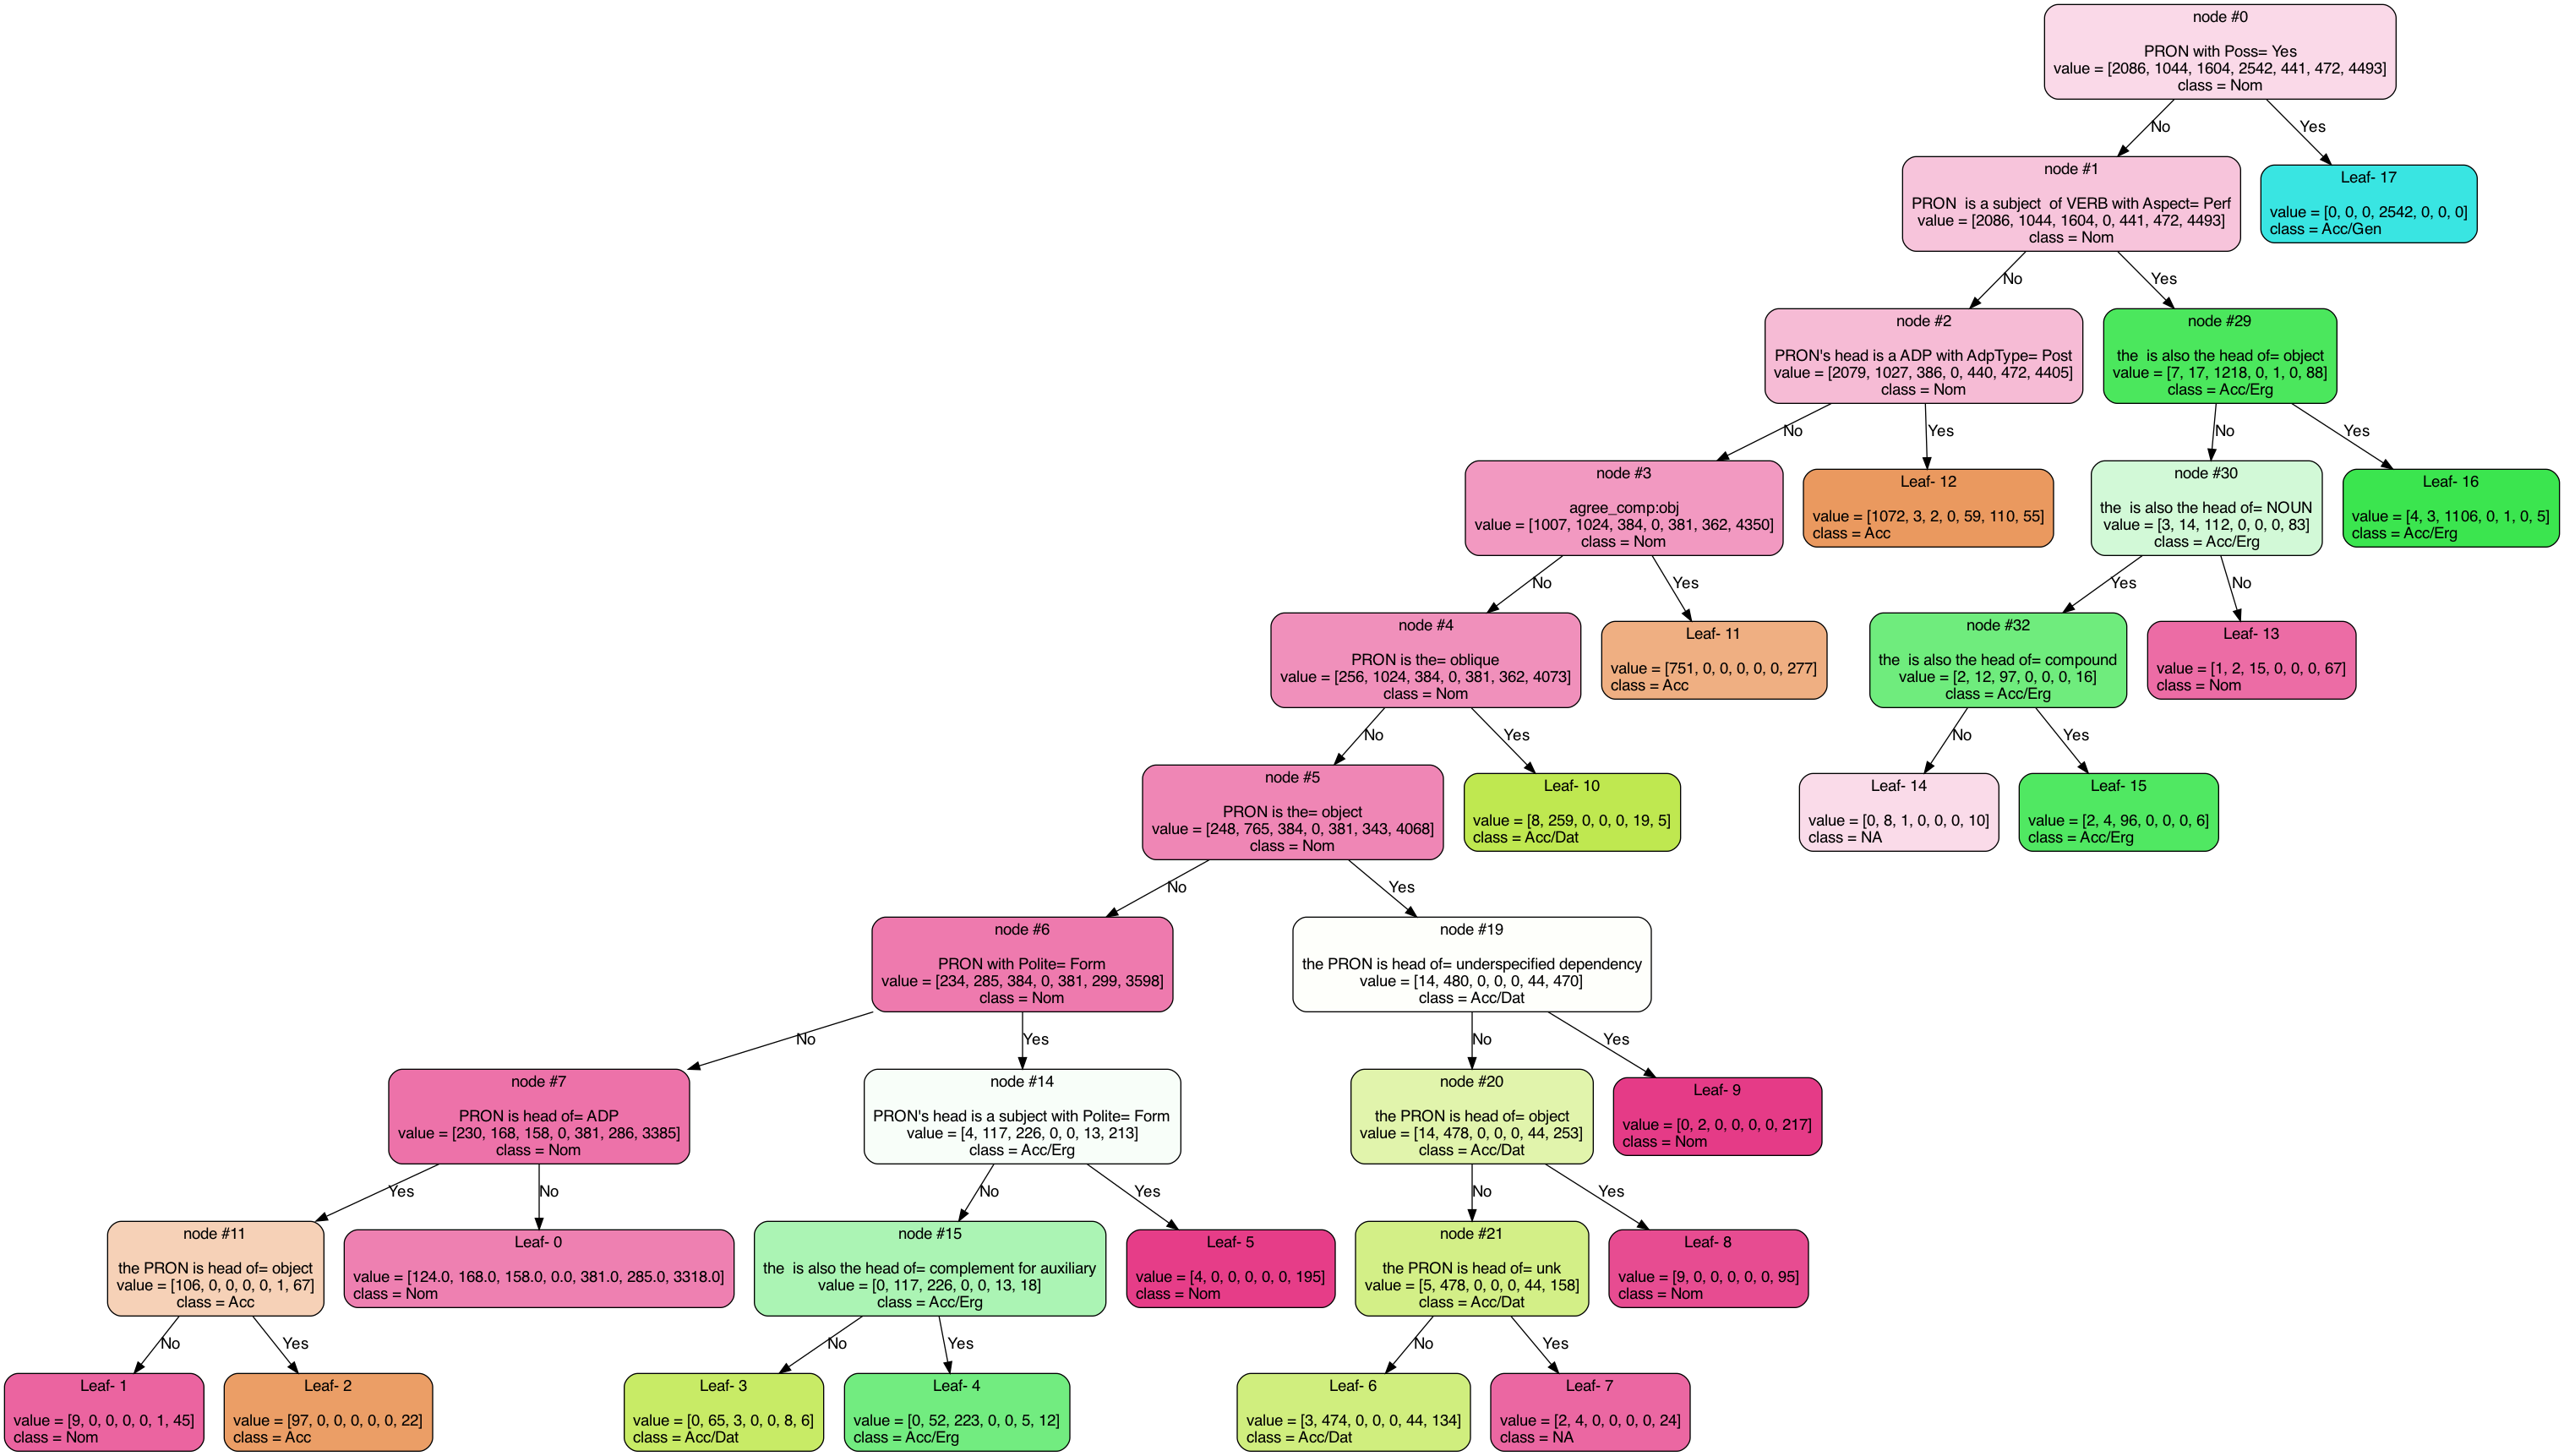 node #0
PRON with Poss= Yes
value = [2086, 1044, 1604, 2542, 441, 472, 4493]
class = Nom
No
Yes
node #1
PRON  is a subject  of VERB with Aspect= Perf
value = [2086, 1044, 1604, 0, 441, 472, 4493]
class = Nom
Leaf- 17
value = [0, 0, 0, 2542, 0, 0, 0]
class = Acc/Gen
No
Yes
node #2
PRON's head is a ADP with AdpType= Post
value = [2079, 1027, 386, 0, 440, 472, 4405]
class = Nom
node #29
the  is also the head of= object
value = [7, 17, 1218, 0, 1, 0, 88]
class = Acc/Erg
No
Yes
No
Yes
node #3
agree_comp:obj
value = [1007, 1024, 384, 0, 381, 362, 4350]
class = Nom
Leaf- 12
value = [1072, 3, 2, 0, 59, 110, 55]
class = Acc
node #30
the  is also the head of= NOUN
value = [3, 14, 112, 0, 0, 0, 83]
class = Acc/Erg
Leaf- 16
value = [4, 3, 1106, 0, 1, 0, 5]
class = Acc/Erg
No
Yes
Yes
No
node #4
PRON is the= oblique
value = [256, 1024, 384, 0, 381, 362, 4073]
class = Nom
Leaf- 11
value = [751, 0, 0, 0, 0, 0, 277]
class = Acc
node #32
the  is also the head of= compound
value = [2, 12, 97, 0, 0, 0, 16]
class = Acc/Erg
Leaf- 13
value = [1, 2, 15, 0, 0, 0, 67]
class = Nom
No
Yes
No
Yes
node #5
PRON is the= object
value = [248, 765, 384, 0, 381, 343, 4068]
class = Nom
Leaf- 10
value = [8, 259, 0, 0, 0, 19, 5]
class = Acc/Dat
Leaf- 14
value = [0, 8, 1, 0, 0, 0, 10]
class = NA
Leaf- 15
value = [2, 4, 96, 0, 0, 0, 6]
class = Acc/Erg
No
Yes
node #6
PRON with Polite= Form
value = [234, 285, 384, 0, 381, 299, 3598]
class = Nom
node #19
the PRON is head of= underspecified dependency
value = [14, 480, 0, 0, 0, 44, 470]
class = Acc/Dat
No
Yes
No
Yes
node #7
PRON is head of= ADP
value = [230, 168, 158, 0, 381, 286, 3385]
class = Nom
node #14
PRON's head is a subject with Polite= Form
value = [4, 117, 226, 0, 0, 13, 213]
class = Acc/Erg
node #20
the PRON is head of= object
value = [14, 478, 0, 0, 0, 44, 253]
class = Acc/Dat
Leaf- 9
value = [0, 2, 0, 0, 0, 0, 217]
class = Nom
Yes
No
No
Yes
No
Yes
node #11
the PRON is head of= object
value = [106, 0, 0, 0, 0, 1, 67]
class = Acc
Leaf- 0
value = [124.0, 168.0, 158.0, 0.0, 381.0, 285.0, 3318.0]
class = Nom
node #15
the  is also the head of= complement for auxiliary
value = [0, 117, 226, 0, 0, 13, 18]
class = Acc/Erg
Leaf- 5
value = [4, 0, 0, 0, 0, 0, 195]
class = Nom
node #21
the PRON is head of= unk
value = [5, 478, 0, 0, 0, 44, 158]
class = Acc/Dat
Leaf- 8
value = [9, 0, 0, 0, 0, 0, 95]
class = Nom
No
Yes
No
Yes
No
Yes
Leaf- 1
value = [9, 0, 0, 0, 0, 1, 45]
class = Nom
Leaf- 2
value = [97, 0, 0, 0, 0, 0, 22]
class = Acc
Leaf- 3
value = [0, 65, 3, 0, 0, 8, 6]
class = Acc/Dat
Leaf- 4
value = [0, 52, 223, 0, 0, 5, 12]
class = Acc/Erg
Leaf- 6
value = [3, 474, 0, 0, 0, 44, 134]
class = Acc/Dat
Leaf- 7
value = [2, 4, 0, 0, 0, 0, 24]
class = NA